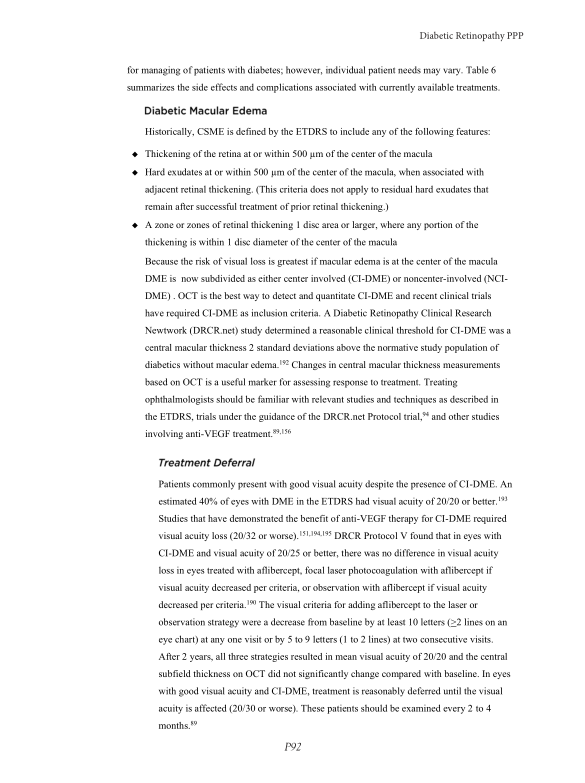 Diabetic Retinopathy PPP
for managing of patients with diabetes; however, individual patient needs may vary. Table 6
summarizes the side effects and complications associated with currently available treatments.
Diabetic Macular Edema
Historically, CSME is defined by the ETDRS to include any of the following features:
◆ Thickening of the retina at or within 500 µm of the center of the macula
◆ Hard exudates at or within 500 µm of the center of the macula, when associated with
adjacent retinal thickening. (This criteria does not apply to residual hard exudates that
remain after successful treatment of prior retinal thickening.)
◆ A zone or zones of retinal thickening 1 disc area or larger, where any portion of the
thickening is within 1 disc diameter of the center of the macula
Because the risk of visual loss is greatest if macular edema is at the center of the macula
DME is now subdivided as either center involved (CI-DME) or noncenter-involved (NCI-
DME) . OCT is the best way to detect and quantitate CI-DME and recent clinical trials
have required CI-DME as inclusion criteria. A Diabetic Retinopathy Clinical Research
Newtwork (DRCR.net) study determined a reasonable clinical threshold for CI-DME was a
central macular thickness 2 standard deviations above the normative study population of
diabetics without macular edema.192 Changes in central macular thickness measurements
based on OCT is a useful marker for assessing response to treatment. Treating
ophthalmologists should be familiar with relevant studies and techniques as described in
the ETDRS, trials under the guidance of the DRCR.net Protocol trial,94 and other studies
involving anti-VEGF treatment.89,156
Treatment Deferral
Patients commonly present with good visual acuity despite the presence of CI-DME. An
estimated 40% of eyes with DME in the ETDRS had visual acuity of 20/20 or better.193
Studies that have demonstrated the benefit of anti-VEGF therapy for CI-DME required
visual acuity loss (20/32 or worse).151,194,195 DRCR Protocol V found that in eyes with
CI-DME and visual acuity of 20/25 or better, there was no difference in visual acuity
loss in eyes treated with aflibercept, focal laser photocoagulation with aflibercept if
visual acuity decreased per criteria, or observation with aflibercept if visual acuity
decreased per criteria.190 The visual criteria for adding aflibercept to the laser or
observation strategy were a decrease from baseline by at least 10 letters (≥2 lines on an
eye chart) at any one visit or by 5 to 9 letters (1 to 2 lines) at two consecutive visits.
After 2 years, all three strategies resulted in mean visual acuity of 20/20 and the central
subfield thickness on OCT did not significantly change compared with baseline. In eyes
with good visual acuity and CI-DME, treatment is reasonably deferred until the visual
acuity is affected (20/30 or worse). These patients should be examined every 2 to 4
months.89
P92